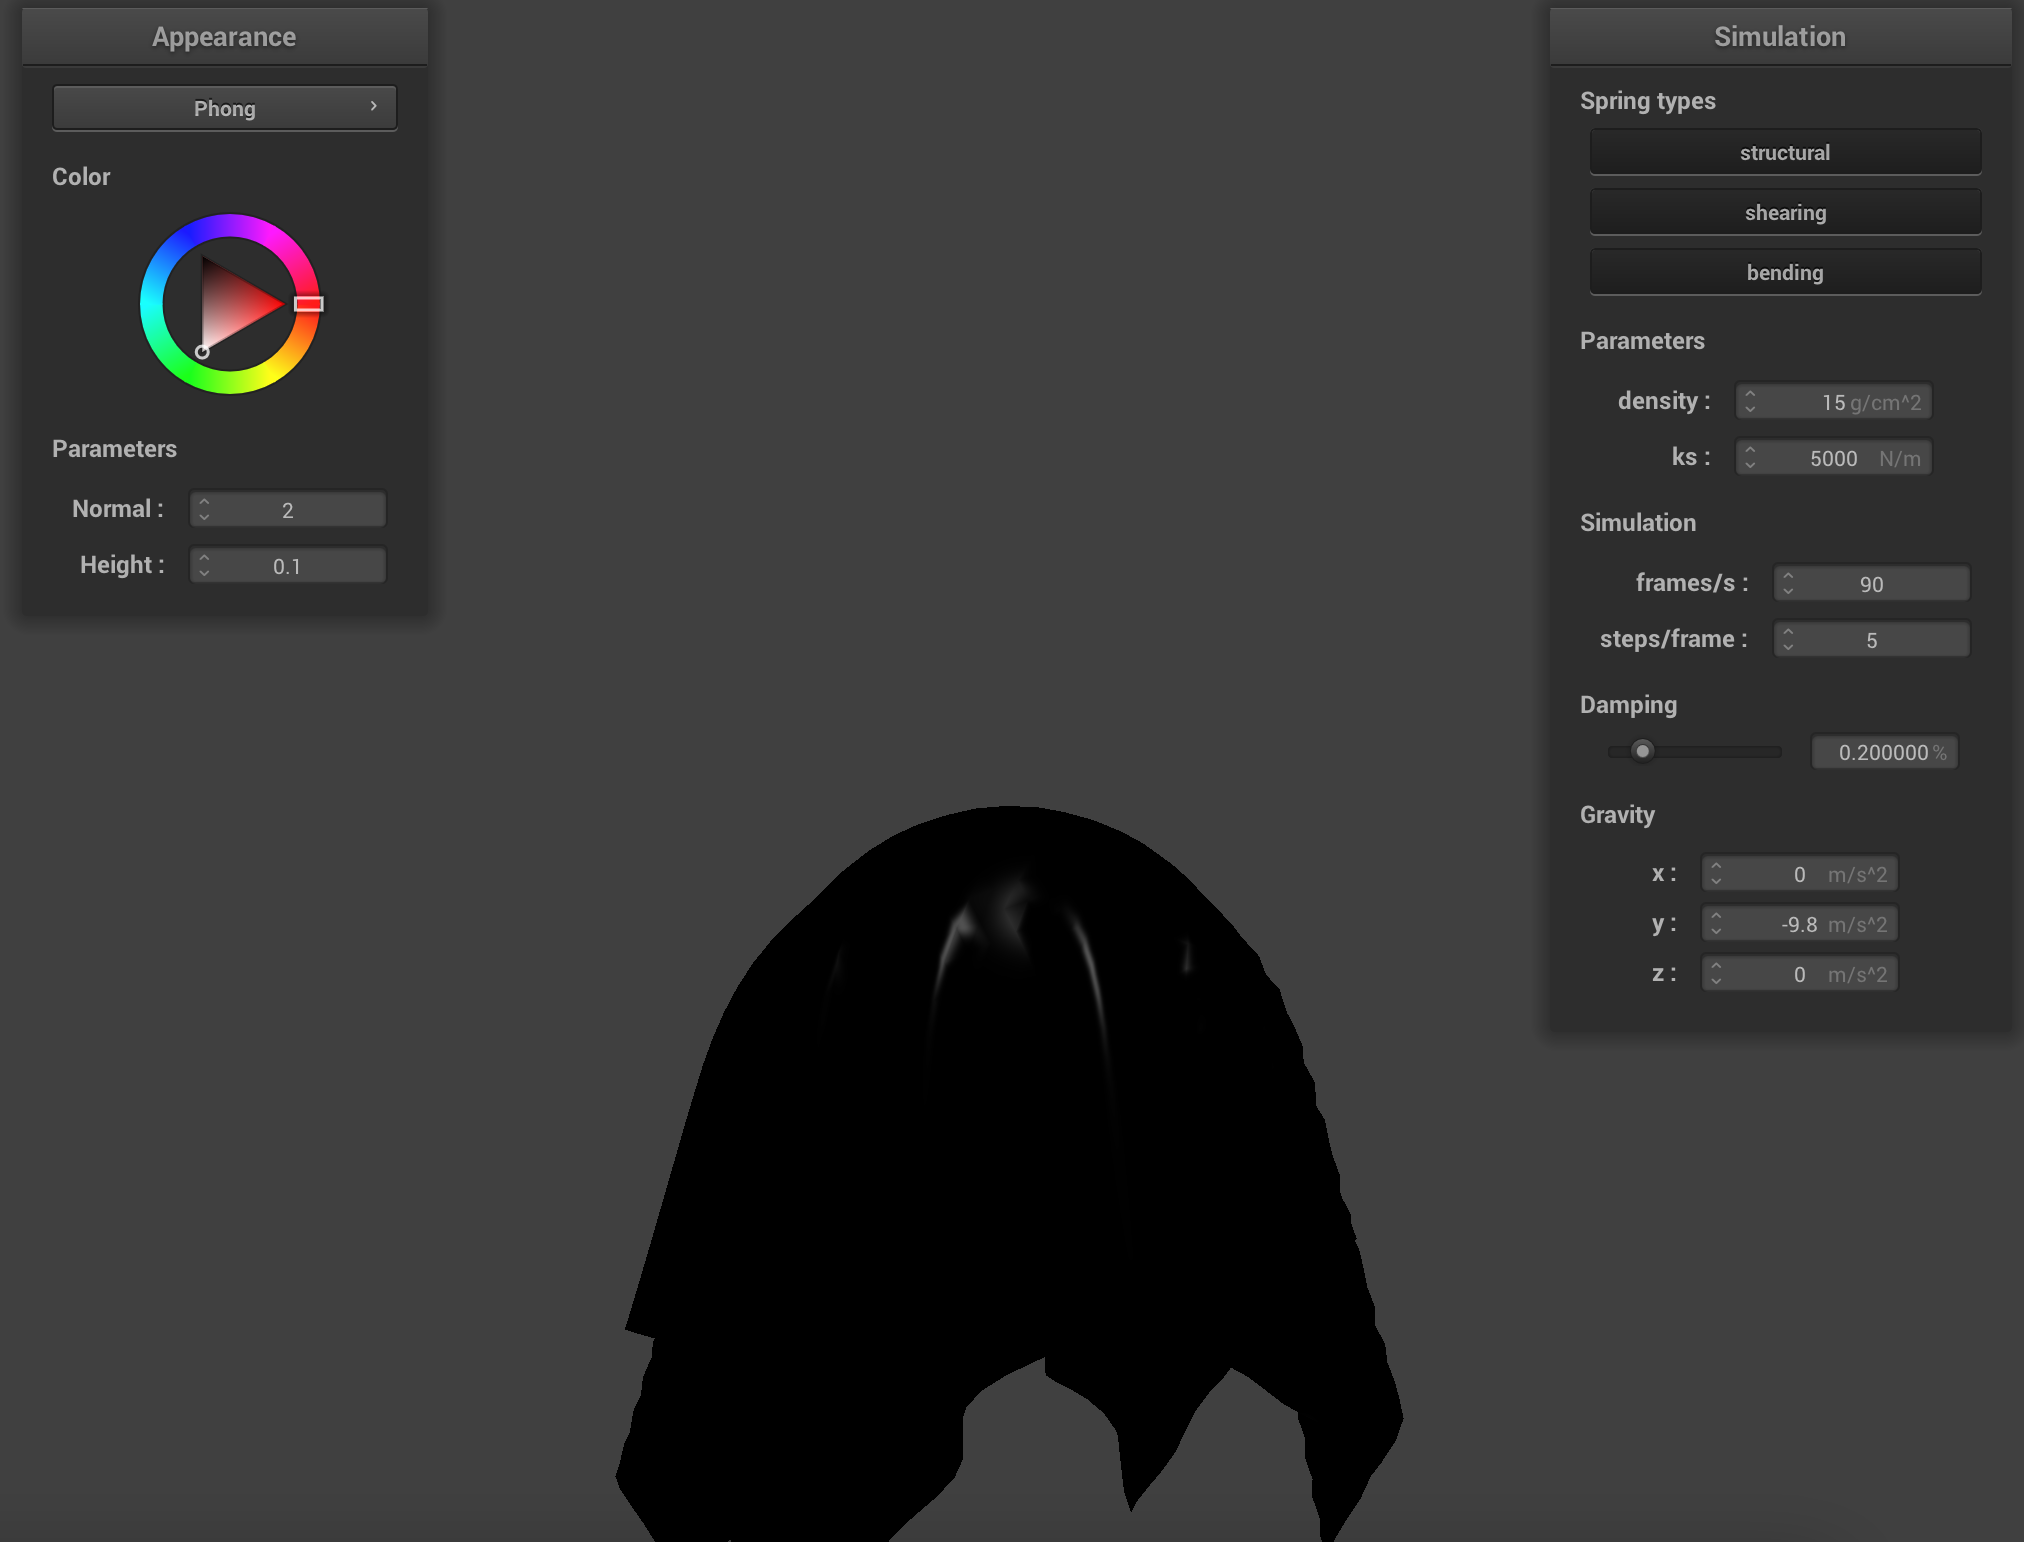 Appearance
Phong
Color
Parameters
Normal : 2
Height : 0.1
Simulation
Spring types
structural
shearing
bending
Parameters
density : 15 g/cm^2
ks : 5000 N/m
Simulation
frames/s : 90
steps/frame : 5
Damping
0.200000 %
Gravity
x : 0 m/s^2
y : -9.8 m/s^2
z : 0 m/s^2